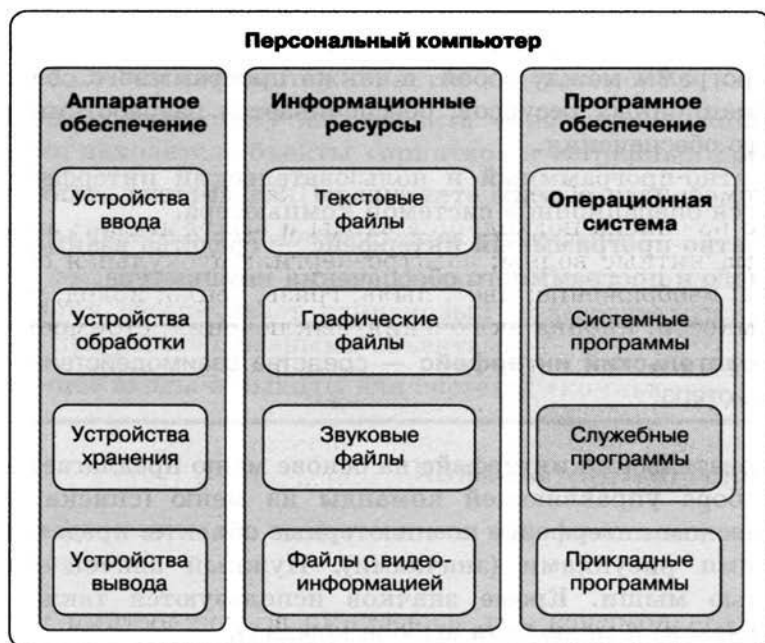 Персональный компьютер
Аппаратное
обеспечение
Устройства
ввода
Устройства
обработки
Устройства
хранения
Устройства
вывода
Информационные
ресурсы
Текстовые
файлы
Графические
файлы
Звуковые
файлы
Файлы с видео-
информацией
Програмное
обеспечение
Операционная
система
Системные
программы
Служебные
программы
Прикладные
программы